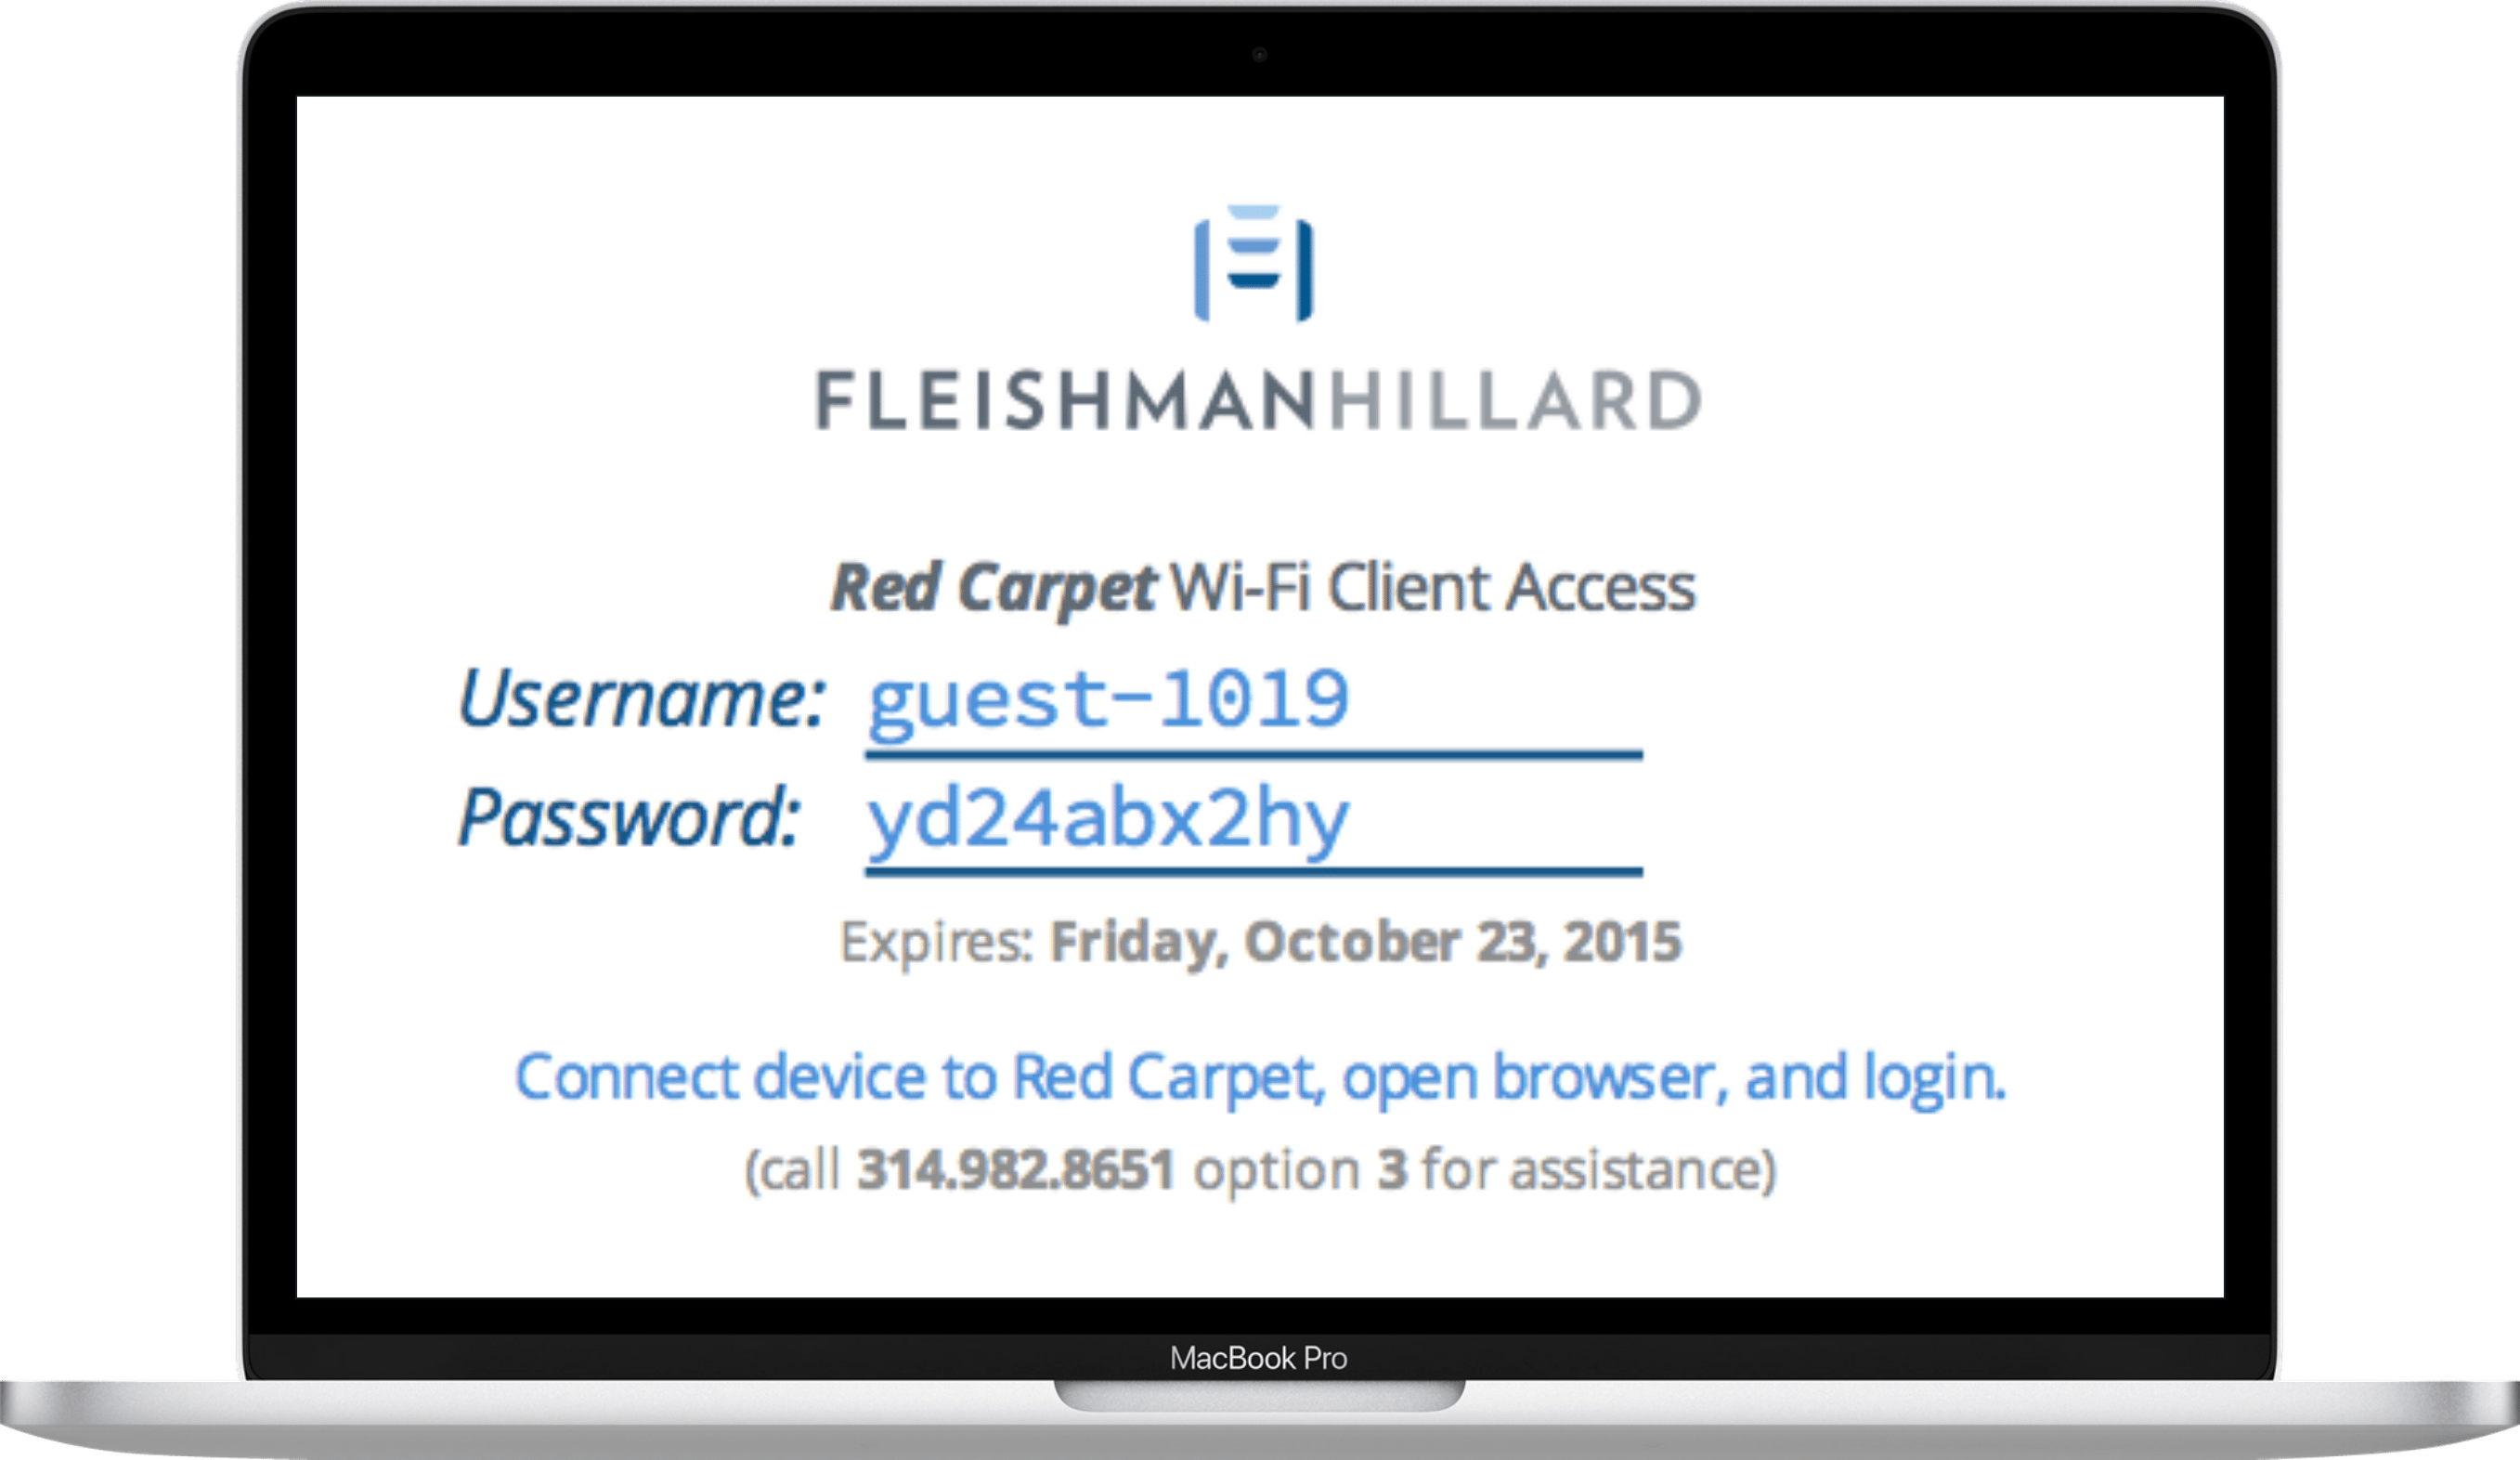 FLEISHMANHILLARD
Red Carpet Wi-Fi Client Access
Username: guest-1019
Password: yd24abx2hy
Expires: Friday, October 23, 2015
Connect device to Red Carpet, open browser, and login.
(call 314.982.8651 option 3 for assistance)
MacBook Pro